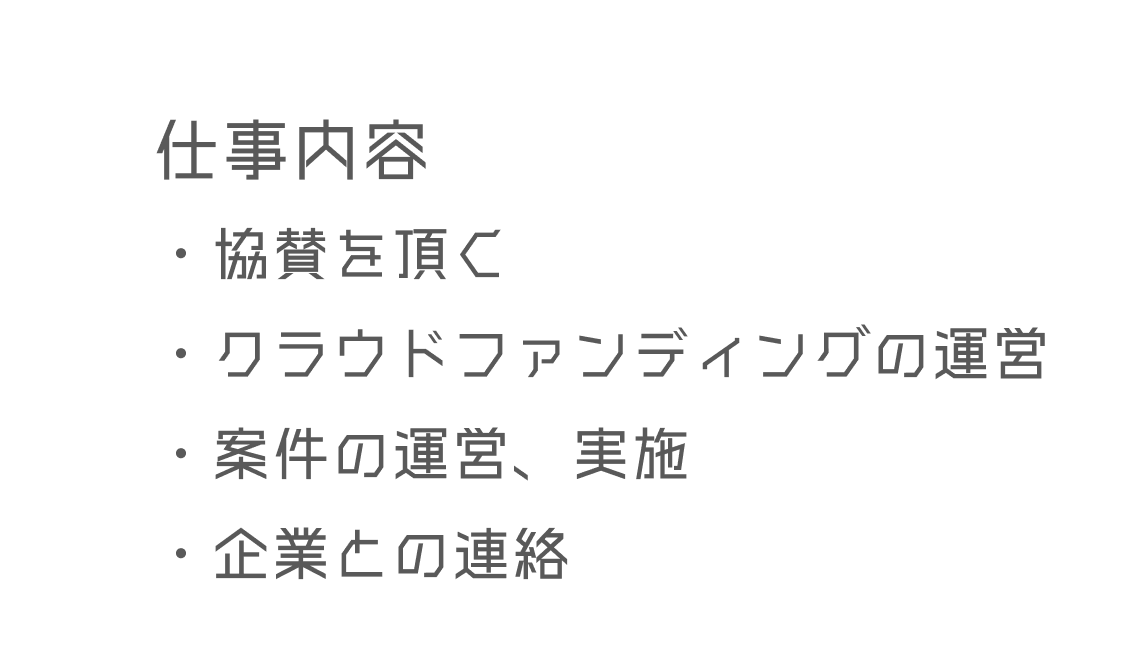 仕事内容
・協賛を頂く
・クラウドファンディングの運営
・案件の運営、実施
・企業との連絡